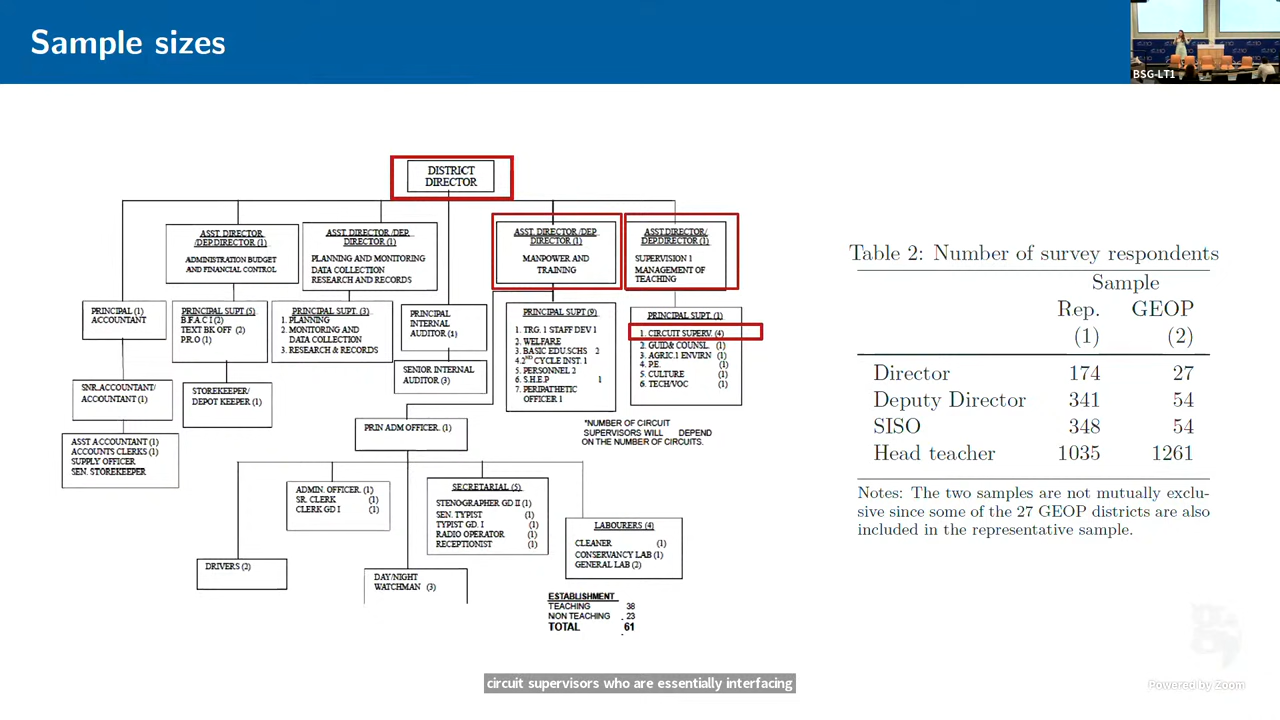 Sample sizes
BSG-LT1
DISTRICT
DIRECTOR
ASST. DIRECTOR
/DEP.DIRECTOR (1)
ADMINISTRATION BUDGET
AND FINANCIAL CONTROL
ASST. DIRECTOR /DEP.
DIRECTOR (1)
PLANNING AND MONITORING
DATA COLLECTION
RESEARCH AND RECORDS
ASST. DIRECTOR /DEP
DIRECTOR (1)
MANPOWER AND
TRAINING
ASST.DIRECTOR/
DEP.DIRECTOR (1)
SUPERVISION 1
MANAGEMENT OF
TEACHING
PRINCIPAL (1)
ACCOUNTANT
PRINCIPAL SUPT (5)
B.F.A C I (2)
TEXT BK OFF (2)
P.R.O (1)
PRINCIPAL SUPT. (3)
1. PLANNING
2. MONITORING AND
DATA COLLECTION
3. RESEARCH & RECORDS
PRINCIPAL
INTERNAL
AUDITOR (1)
PRINCIPAL SUPT (9)
1. TRG. 1 STAFF DEV 1
2. WELFARE
3. BASIC EDU.SCHS 2
4.2ND CYCLE INST. 1
5. PERSONNEL 2
6. S.H.E.P 1
7. PERIPATHETIC
OFFICER 1
PRINCIPAL SUPT. (1)
1. CIRCUIT SUPERV. (4)
2. GUID& COUNSL. (1)
3. AGRIC.1 ENVIRN (1)
4. P.E. (1)
5. CULTURE (1)
6. TECH/VOC (1)
SNR.ACCOUNTANT/
ACCOUNTANT (1)
STOREKEEPER/
DEPOT KEEPER (1)
SENIOR INTERNAL
AUDITOR (3)
*NUMBER OF CIRCUIT
SUPERVISORS WILL DEPEND
ON THE NUMBER OF CIRCUITS.
PRIN ADM OFFICER. (1)
ASST ACCOUNTANT (1)
ACCOUNTS CLERKS (1)
SUPPLY OFFICER
SEN. STOREKEEPER
ADMIN. OFFICER. (1)
SR. CLERK (1)
CLERK GD I (1)
SECRETARIAL (5)
STENOGRAPHER GD II (1)
SEN. TYPIST (1)
TYPIST GD. I (1)
RADIO OPERATOR (1)
RECEPTIONIST (1)
LABOURERS (4)
CLEANER (1)
CONSERVANCY LAB (1)
GENERAL LAB (2)
DRIVERS (2)
DAY/NIGHT
WATCHMAN (3)
ESTABLISHMENT
TEACHING 38
NON TEACHING 23
TOTAL 61
Table 2: Number of survey respondents
Sample
Rep. GEOP
(1) (2)
Director 174 27
Deputy Director 341 54
SISO 348 54
Head teacher 1035 1261
Notes: The two samples are not mutually exclu-
sive since some of the 27 GEOP districts are also
included in the representative sample.
circuit supervisors who are essentially interfacing
Powered by Zoom